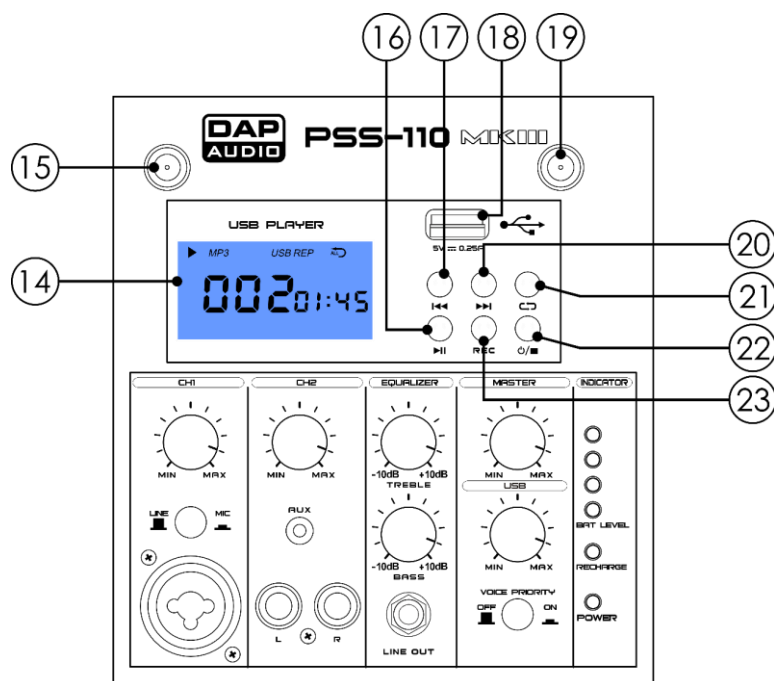 16 17 18 19
DAP AUDIO PSS-110 MKIII
15
USB PLAYER
5V 0.25A
MP3 USB REP ALL
14
00201:45
20
21
REC
22
23
CH1 CH2 EQUALIZER MASTER INDICATOR
MIN MAX MIN MAX -10dB +10dB MIN MAX
TREBLE
USB
LINE MIC
AUX
BAT LEVEL
-10dB +10dB MIN MAX
BASS
RECHARGE
VOICE PRIORITY
OFF ON
POWER
L R
LINE OUT